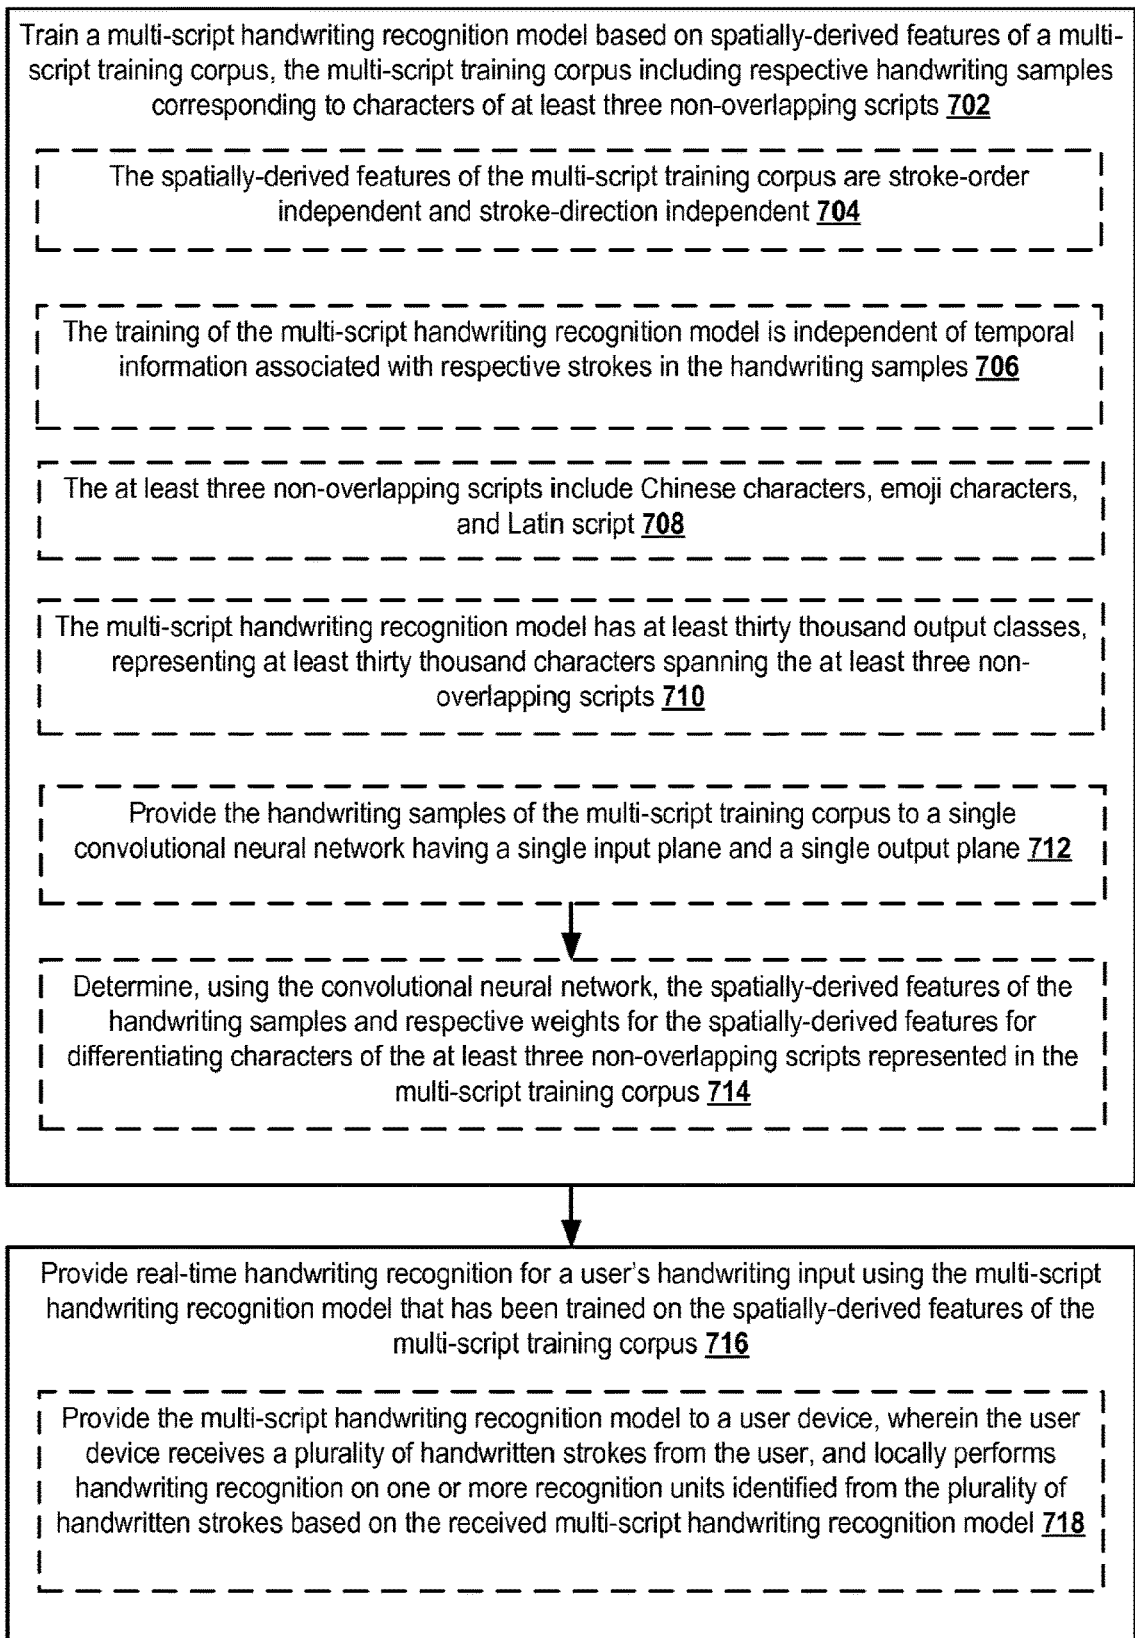 Train a multi-script handwriting recognition model based on spatially-derived features of a multi-
script training corpus, the multi-script training corpus including respective handwriting samples
corresponding to characters of at least three non-overlapping scripts 702
The spatially-derived features of the multi-script training corpus are stroke-order
independent and stroke-direction independent 704
The training of the multi-script handwriting recognition model is independent of temporal
information associated with respective strokes in the handwriting samples 706
The at least three non-overlapping scripts include Chinese characters, emoji characters,
and Latin script 708
The multi-script handwriting recognition model has at least thirty thousand output classes,
representing at least thirty thousand characters spanning the at least three non-
overlapping scripts 710
Provide the handwriting samples of the multi-script training corpus to a single
convolutional neural network having a single input plane and a single output plane 712
Determine, using the convolutional neural network, the spatially-derived features of the
handwriting samples and respective weights for the spatially-derived features for
differentiating characters of the at least three non-overlapping scripts represented in the
multi-script training corpus 714
Provide real-time handwriting recognition for a user's handwriting input using the multi-script
handwriting recognition model that has been trained on the spatially-derived features of the
multi-script training corpus 716
Provide the multi-script handwriting recognition model to a user device, wherein the user
device receives a plurality of handwritten strokes from the user, and locally performs
handwriting recognition on one or more recognition units identified from the plurality of
handwritten strokes based on the received multi-script handwriting recognition model 718